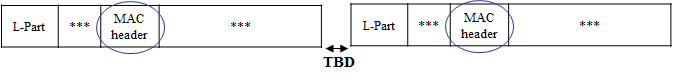 L-Part *** MAC header *** L-Part *** MAC header ***
TBD